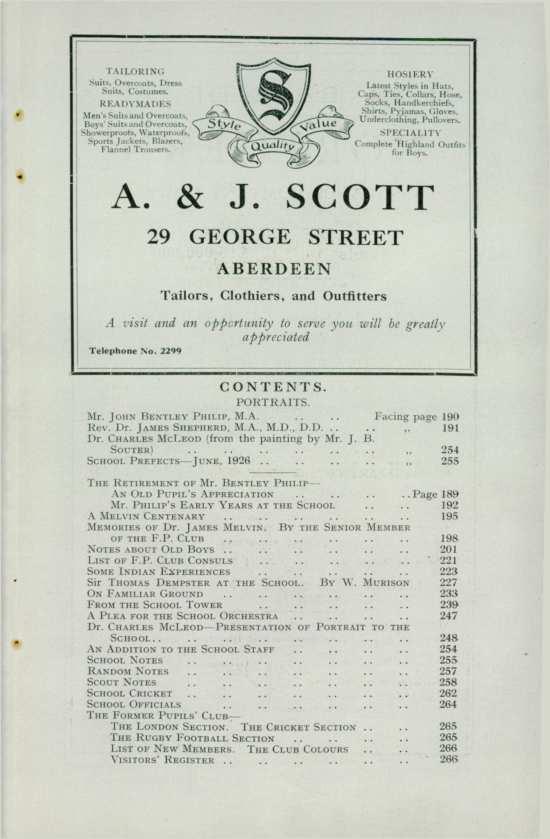 TAILORING
Suits, Overcoats, Dress
Suits, Costumes.
READYMADES
Men's Suits and Overcoats,
Boys' Suits and Overcoats,
Showerproofs, Waterproofs,
Sports Jackets, Blazers,
Flannel Trousers.
S
Style
Quality
Value
HOSIERY
Latest Styles in Hats,
Caps, Ties, Collars, Hose,
Socks, Handkerchiefs,
Shirts, Pyjamas, Gloves,
Underclothing, Pullovers.
SPECIALITY
Complete Highland Outfits
for Boys.
A. & J. SCOTT
29 GEORGE STREET
ABERDEEN
Tailors, Clothiers, and Outfitters
A visit and an opportunity to serve you will be greatly
appreciated
Telephone No. 2299
CONTENTS.
PORTRAITS.
MR. JOHN BENTLEY PHILIP, M.A. .. .. Facing page 190
REV. DR. JAMES SHEPHERD, M.A., M.D., D.D. .. .. ,, 191
DR. CHARLES MCLEOD (from the painting by MR. J. B.
SOUTER) .. .. .. .. .. .. ,, 254
SCHOOL PREFECTS—JUNE, 1926 .. .. .. .. ,, 255
THE RETIREMENT OF MR. BENTLEY PHILIP—
AN OLD PUPIL'S APPRECIATION .. .. .. .. Page 189
MR. PHILIP'S EARLY YEARS AT THE SCHOOL .. .. 192
A MELVIN CENTENARY .. .. .. .. .. .. 195
MEMORIES OF DR. JAMES MELVIN. BY THE SENIOR MEMBER
OF THE F.P. CLUB .. .. .. .. .. .. 198
NOTES ABOUT OLD BOYS .. .. .. .. .. .. 201
LIST OF F.P. CLUB CONSULS .. .. .. .. .. 221
SOME INDIAN EXPERIENCES .. .. .. .. .. 223
SIR THOMAS DEMPSTER AT THE SCHOOL. BY W. MURISON 227
ON FAMILIAR GROUND .. .. .. .. .. .. 233
FROM THE SCHOOL TOWER .. .. .. .. .. 239
A PLEA FOR THE SCHOOL ORCHESTRA .. .. .. .. 247
DR. CHARLES MCLEOD—PRESENTATION OF PORTRAIT TO THE
SCHOOL .. .. .. .. .. .. .. .. 248
AN ADDITION TO THE SCHOOL STAFF .. .. .. .. 254
SCHOOL NOTES .. .. .. .. .. .. .. 255
RANDOM NOTES .. .. .. .. .. .. .. 257
SCOUT NOTES .. .. .. .. .. .. .. 258
SCHOOL CRICKET .. .. .. .. .. .. .. 262
SCHOOL OFFICIALS .. .. .. .. .. .. 264
THE FORMER PUPILS' CLUB—
THE LONDON SECTION. THE CRICKET SECTION .. .. 265
THE RUGBY FOOTBALL SECTION .. .. .. .. 265
LIST OF NEW MEMBERS. THE CLUB COLOURS .. .. 266
VISITORS' REGISTER .. .. .. .. .. .. 266